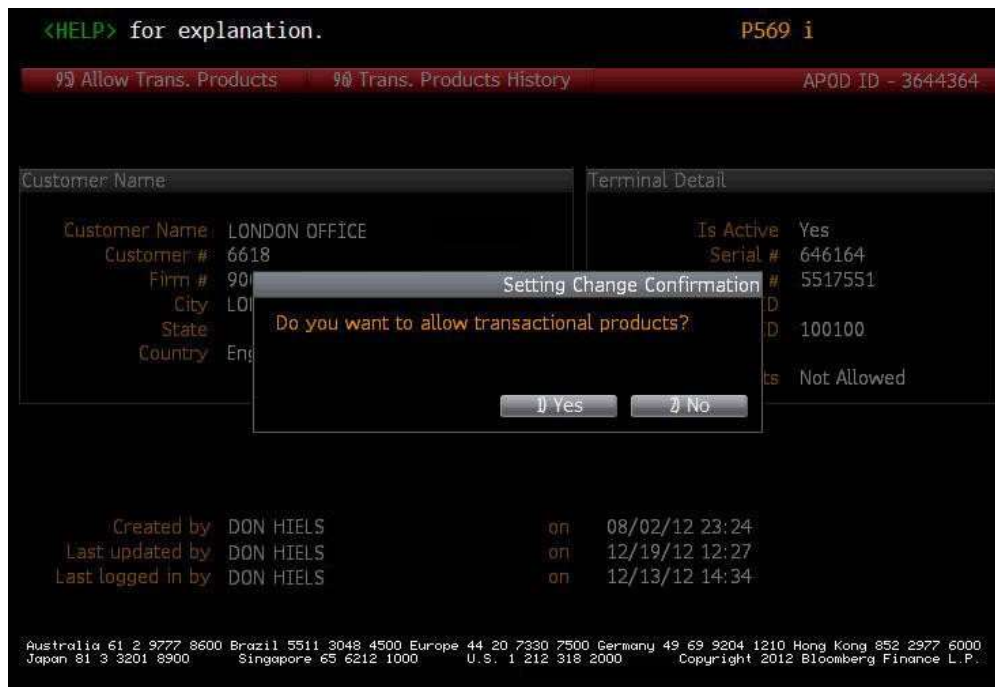 <HELP> for explanation. P569 i
95) Allow Trans. Products 96) Trans. Products History APOD ID - 3644364
Customer Name Terminal Detail
Customer Name LONDON OFFİCE Is Active Yes
Customer # 6618 Serial # 646164
Firm # 90 # 5517551
Setting Change Confirmation
City LO D
Do you want to allow transactional products?
State D 100100
Country Eng
ts Not Allowed
1) Yes 2) No
Created by DON HIELS on 08/02/12 23:24
Last updated by DON HIELS on 12/19/12 12:27
Last logged in by DON HIELS on 12/13/12 14:34
Australia 61 2 9777 8600 Brazil 5511 3048 4500 Europe 44 20 7330 7500 Germany 49 69 9204 1210 Hong Kong 852 2977 6000
Japan 81 3 3201 8900 Singapore 65 6212 1000 U.S. 1 212 318 2000 Copyright 2012 Bloomberg Finance L.P.